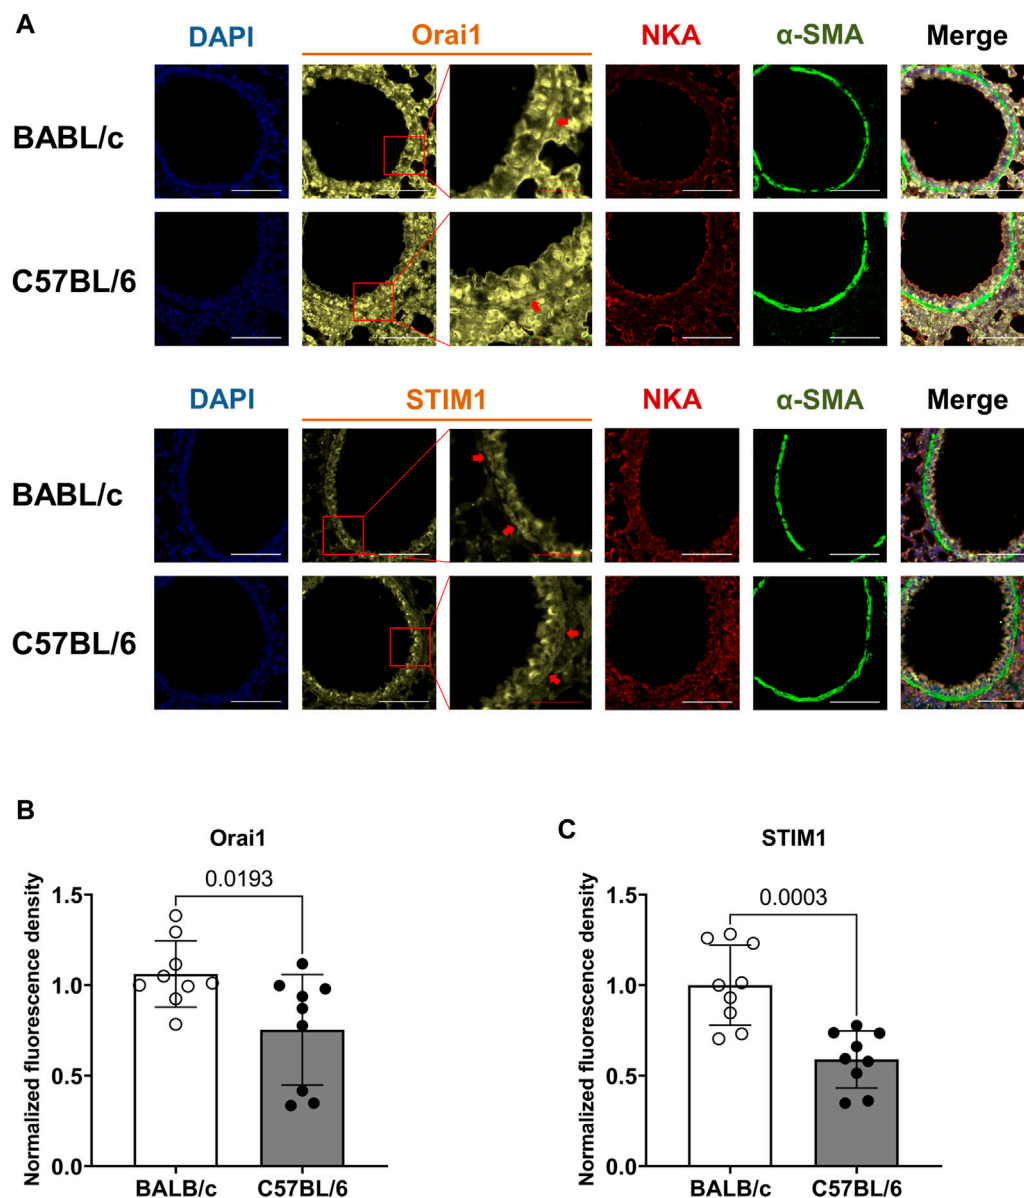 A
DAPI Orai1 NKA α-SMA Merge
BABL/c
C57BL/6
DAPI STIM1 NKA α-SMA Merge
BABL/c
C57BL/6
B
Orai1
Normalized fluorescence density
1.5
1.0
0.5
0.0
0.0193
BALB/c C57BL/6
C
STIM1
Normalized fluorescence density
1.5
1.0
0.5
0.0
0.0003
BALB/c C57BL/6